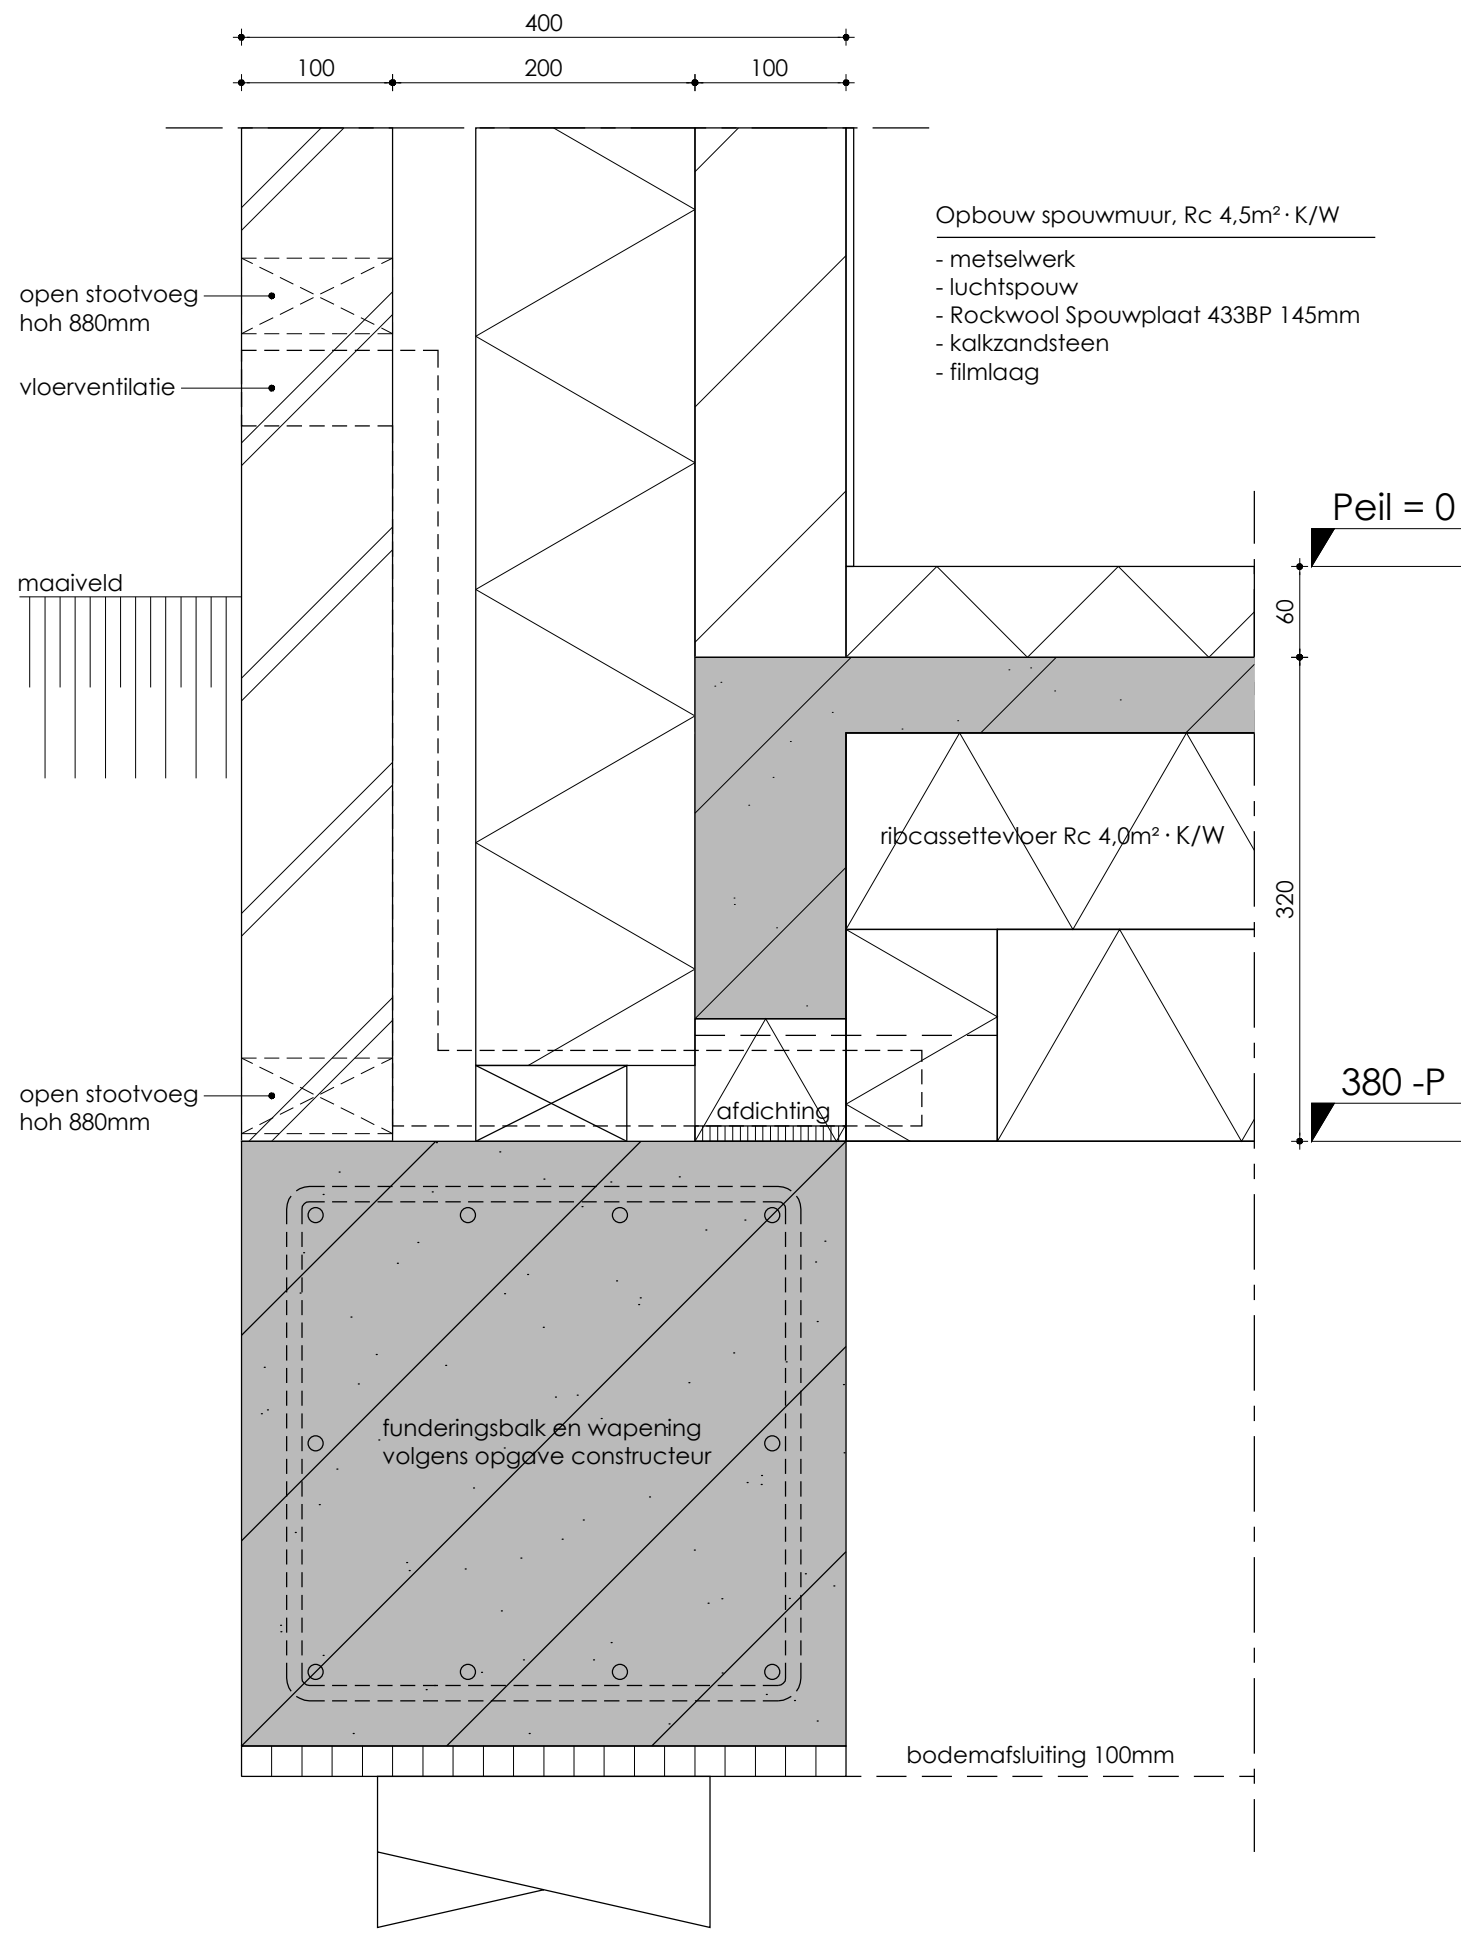 400
100
200
100
Opbouw spouwmuur, Rc 4,5m² · K/W
- metselwerk
- luchtspouw
- Rockwool Spouwplaat 433BP 145mm
- kalkzandsteen
- filmlaag
open stootvoeg
hoh 880mm
vloerventilatie
Peil = 0
maaiveld
60
ribcassettevloer Rc 4,0m² · K/W
320
380 -P
open stootvoeg
hoh 880mm
afdichting
funderingsbalk en wapening
volgens opgave constructeur
bodemafsluiting 100mm